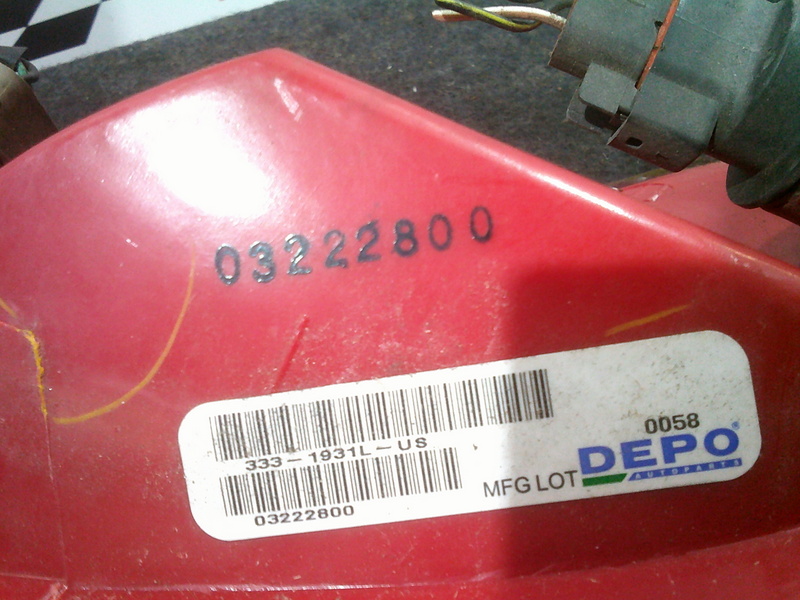 03222800
333-1931L-US
03222800
0058
MFG LOT
DEPO®
AUTOPARTS